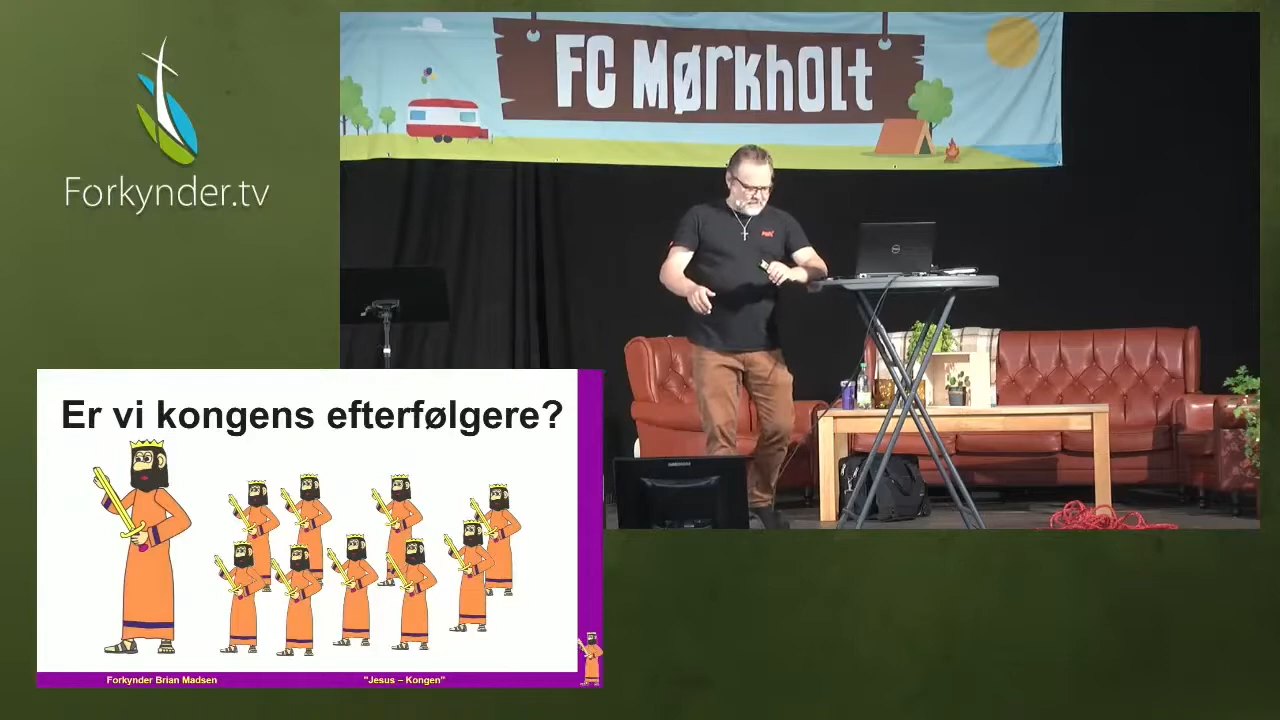 Forkynder.tv
FC Mørkholt
Er vi kongens efterfølgere?
Forkynder Brian Madsen
"Jesus – Kongen"